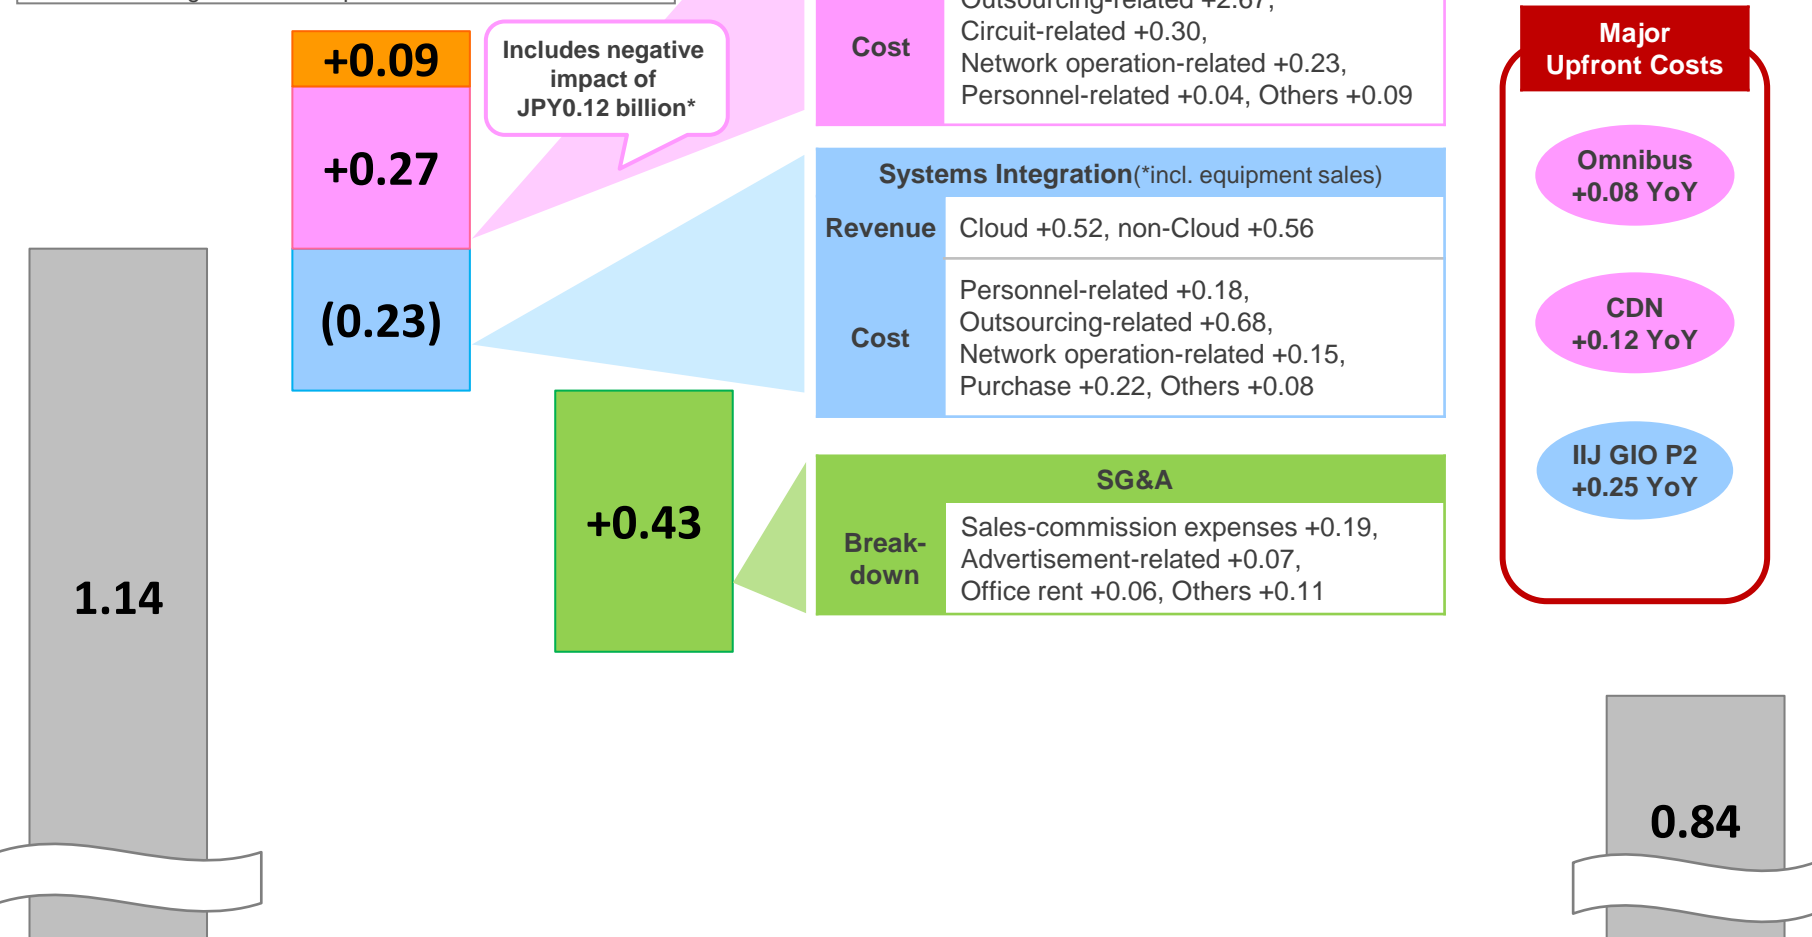 Outsourcing-related +2.67,
Circuit-related +0.30,
Network operation-related +0.23,
Personnel-related +0.04, Others +0.09
Cost
+0.09
Includes negative
impact of
JPY0.12 billion*
+0.27
(0.23)
Systems Integration(*incl. equipment sales)
Revenue
Cloud +0.52, non-Cloud +0.56
Cost
Personnel-related +0.18,
Outsourcing-related +0.68,
Network operation-related +0.15,
Purchase +0.22, Others +0.08
+0.43
SG&A
Break-
down
Sales-commission expenses +0.19,
Advertisement-related +0.07,
Office rent +0.06, Others +0.11
Major
Upfront Costs
Omnibus
+0.08 YoY
CDN
+0.12 YoY
IIJ GIO P2
+0.25 YoY
1.14
0.84